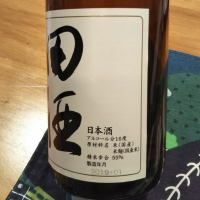 田酒
日本酒
アルコール分16度
原材料名 米(国産)
米麹(国産米)
精米歩合 55%
製造年月
2019.01